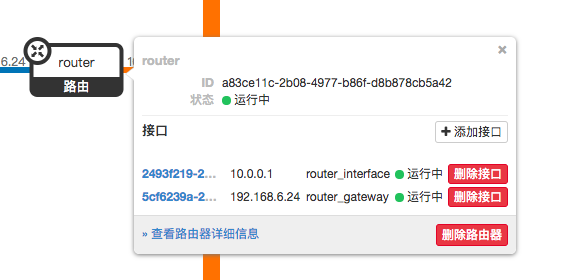 6.24
router
路由
10
router
×
ID a83ce11c-2b08-4977-b86f-d8b878cb5a42
状态 运行中
接口
添加接口
2493f219-2... 10.0.0.1 router_interface 运行中 删除接口
5cf6239a-2... 192.168.6.24 router_gateway 运行中 删除接口
» 查看路由器详细信息
删除路由器